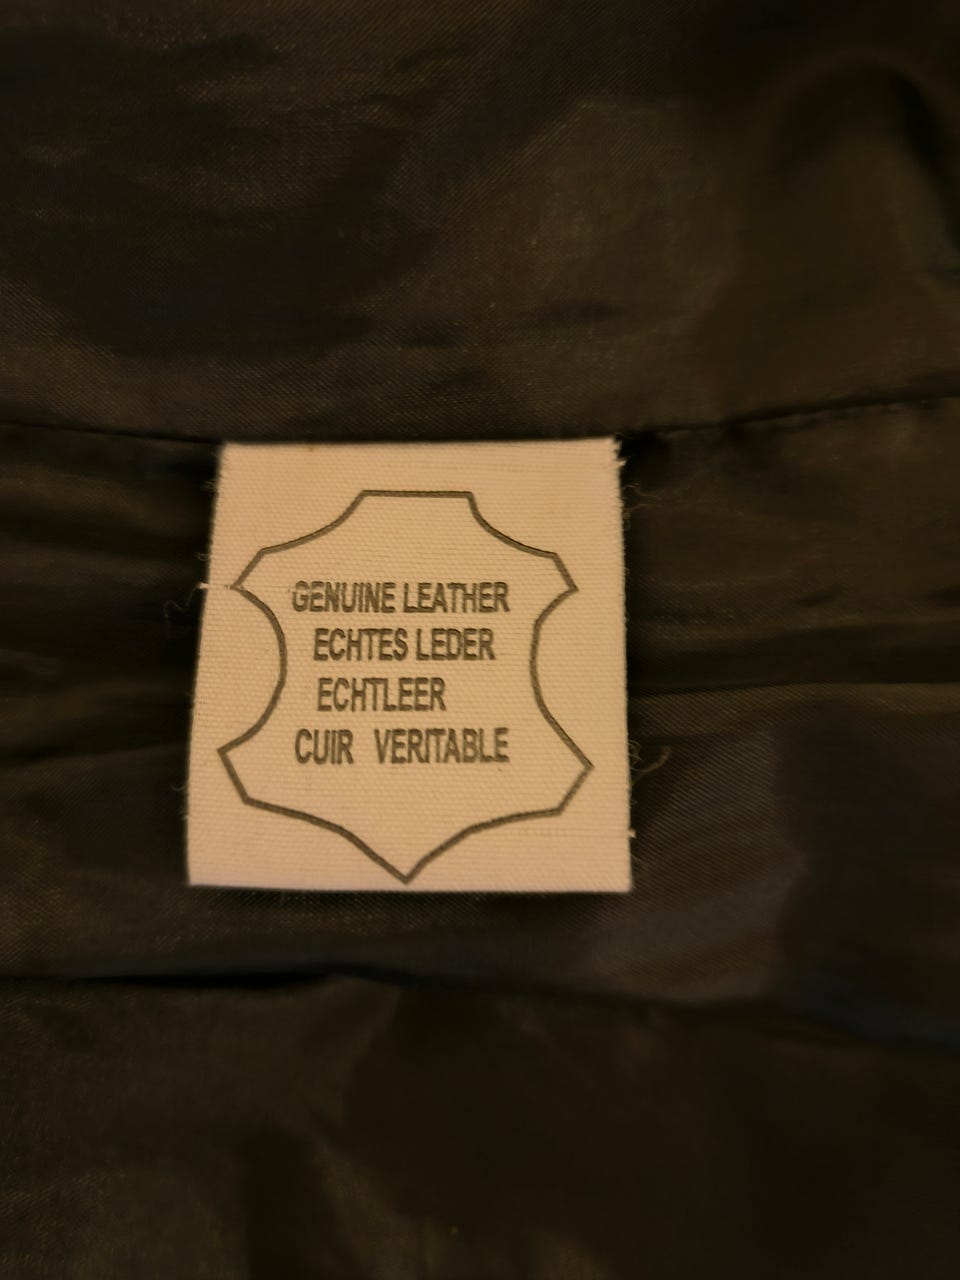 GENUINE LEATHER
ECHTES LEDER
ECHTLEER
CUIR VERITABLE